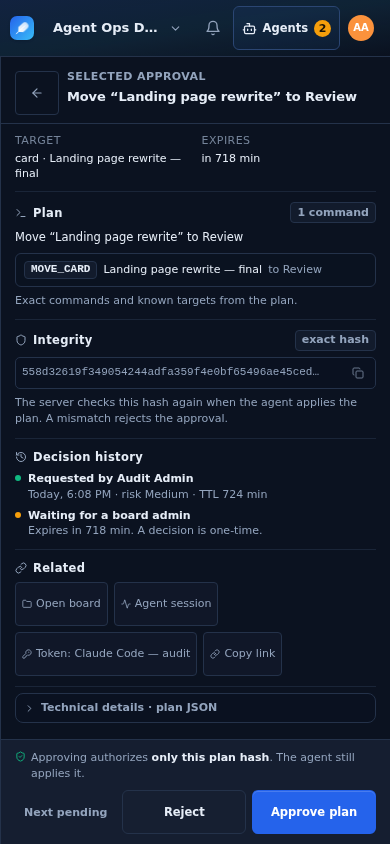 Agent Ops D…
Agents 2
AA
SELECTED APPROVAL
Move “Landing page rewrite” to Review
TARGET
EXPIRES
card · Landing page rewrite — final
in 718 min
Plan
1 command
Move “Landing page rewrite” to Review
MOVE_CARD Landing page rewrite — final to Review
Exact commands and known targets from the plan.
Integrity
exact hash
558d32619f349054244adfa359f4e0bf65496ae45ced…
The server checks this hash again when the agent applies the
plan. A mismatch rejects the approval.
Decision history
Requested by Audit Admin
Today, 6:08 PM · risk Medium · TTL 724 min
Waiting for a board admin
Expires in 718 min. A decision is one-time.
Related
Open board
Agent session
Token: Claude Code — audit
Copy link
Technical details · plan JSON
Approving authorizes only this plan hash. The agent still
applies it.
Next pending
Reject
Approve plan